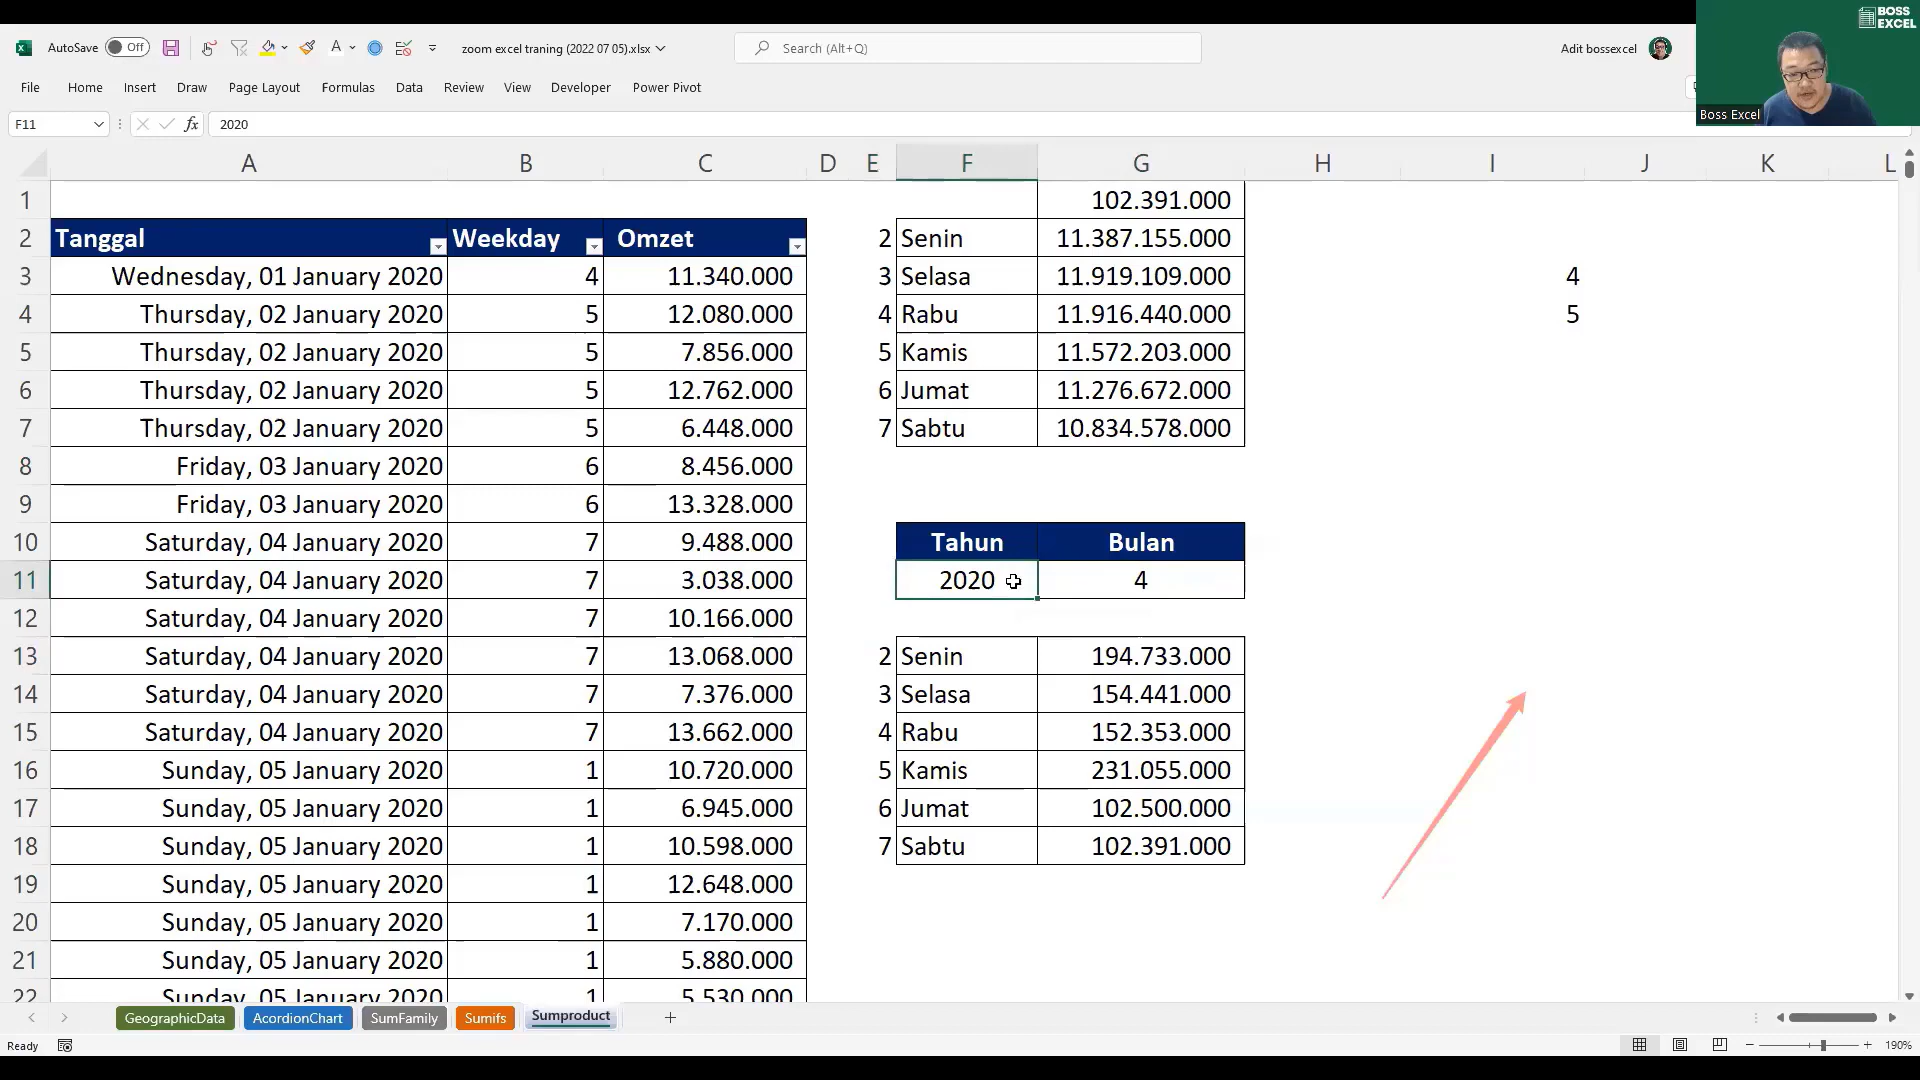 BOSS
EXCEL
AutoSave Off zoom excel traning (2022 07 05).xlsx Search (Alt+Q) Adit bossexcel
File Home Insert Draw Page Layout Formulas Data Review View Developer Power Pivot
Boss Excel
F11 fx 2020
A B C D E F G H I J K L
1 102.391.000
2 Tanggal Weekday Omzet 2 Senin 11.387.155.000
3 Wednesday, 01 January 2020 4 11.340.000 3 Selasa 11.919.109.000 4
4 Thursday, 02 January 2020 5 12.080.000 4 Rabu 11.916.440.000 5
5 Thursday, 02 January 2020 5 7.856.000 5 Kamis 11.572.203.000
6 Thursday, 02 January 2020 5 12.762.000 6 Jumat 11.276.672.000
7 Thursday, 02 January 2020 5 6.448.000 7 Sabtu 10.834.578.000
8 Friday, 03 January 2020 6 8.456.000
9 Friday, 03 January 2020 6 13.328.000
10 Saturday, 04 January 2020 7 9.488.000 Tahun Bulan
11 Saturday, 04 January 2020 7 3.038.000 2020 4
12 Saturday, 04 January 2020 7 10.166.000
13 Saturday, 04 January 2020 7 13.068.000 2 Senin 194.733.000
14 Saturday, 04 January 2020 7 7.376.000 3 Selasa 154.441.000
15 Saturday, 04 January 2020 7 13.662.000 4 Rabu 152.353.000
16 Sunday, 05 January 2020 1 10.720.000 5 Kamis 231.055.000
17 Sunday, 05 January 2020 1 6.945.000 6 Jumat 102.500.000
18 Sunday, 05 January 2020 1 10.598.000 7 Sabtu 102.391.000
19 Sunday, 05 January 2020 1 12.648.000
20 Sunday, 05 January 2020 1 7.170.000
21 Sunday, 05 January 2020 1 5.880.000
22 Sunday, 05 January 2020 1 5.530.000
GeographicData AcordionChart SumFamily Sumifs Sumproduct
Ready 190%